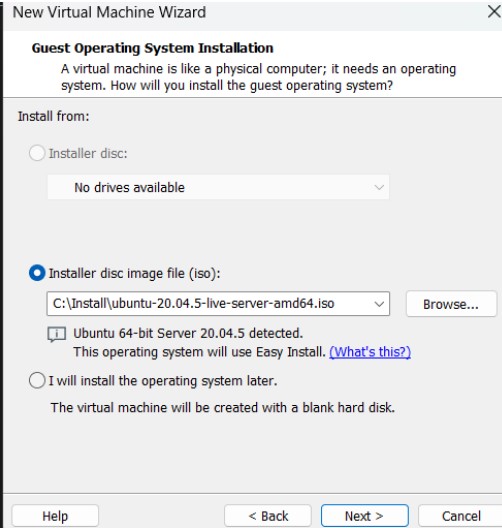 New Virtual Machine Wizard
Guest Operating System Installation
A virtual machine is like a physical computer; it needs an operating
system. How will you install the guest operating system?
Install from:
Installer disc:
No drives available
Installer disc image file (iso):
C:\Install\ubuntu-20.04.5-live-server-amd64.iso
Browse...
Ubuntu 64-bit Server 20.04.5 detected.
This operating system will use Easy Install. (What's this?)
I will install the operating system later.
The virtual machine will be created with a blank hard disk.
Help
< Back
Next >
Cancel